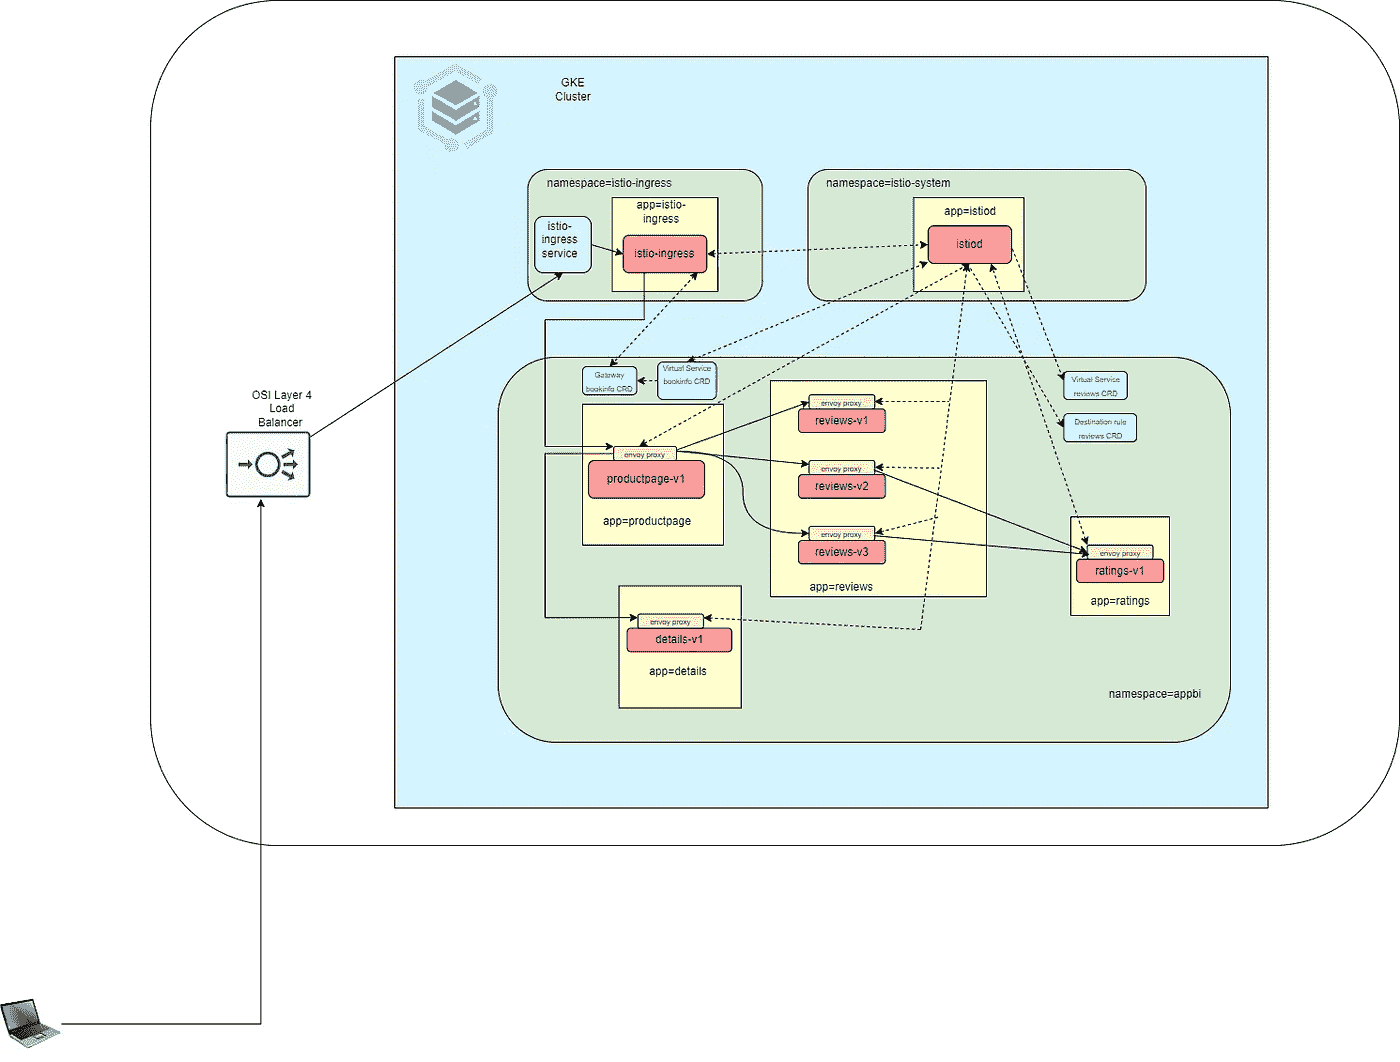 GKE
Cluster
namespace=istio-ingress
istio-
ingress
service
app=istio-
ingress
istio-ingress
namespace=istio-system
app=istiod
istiod
OSI Layer 4
Load
Balancer
Gateway
bookinfo CRD
Virtual Service
bookinfo CRD
Virtual Service
reviews CRD
Destination rule
reviews CRD
envoy proxy
productpage-v1
app=productpage
envoy proxy
reviews-v1
envoy proxy
reviews-v2
envoy proxy
reviews-v3
app=reviews
envoy proxy
ratings-v1
app=ratings
envoy proxy
details-v1
app=details
namespace=appbi